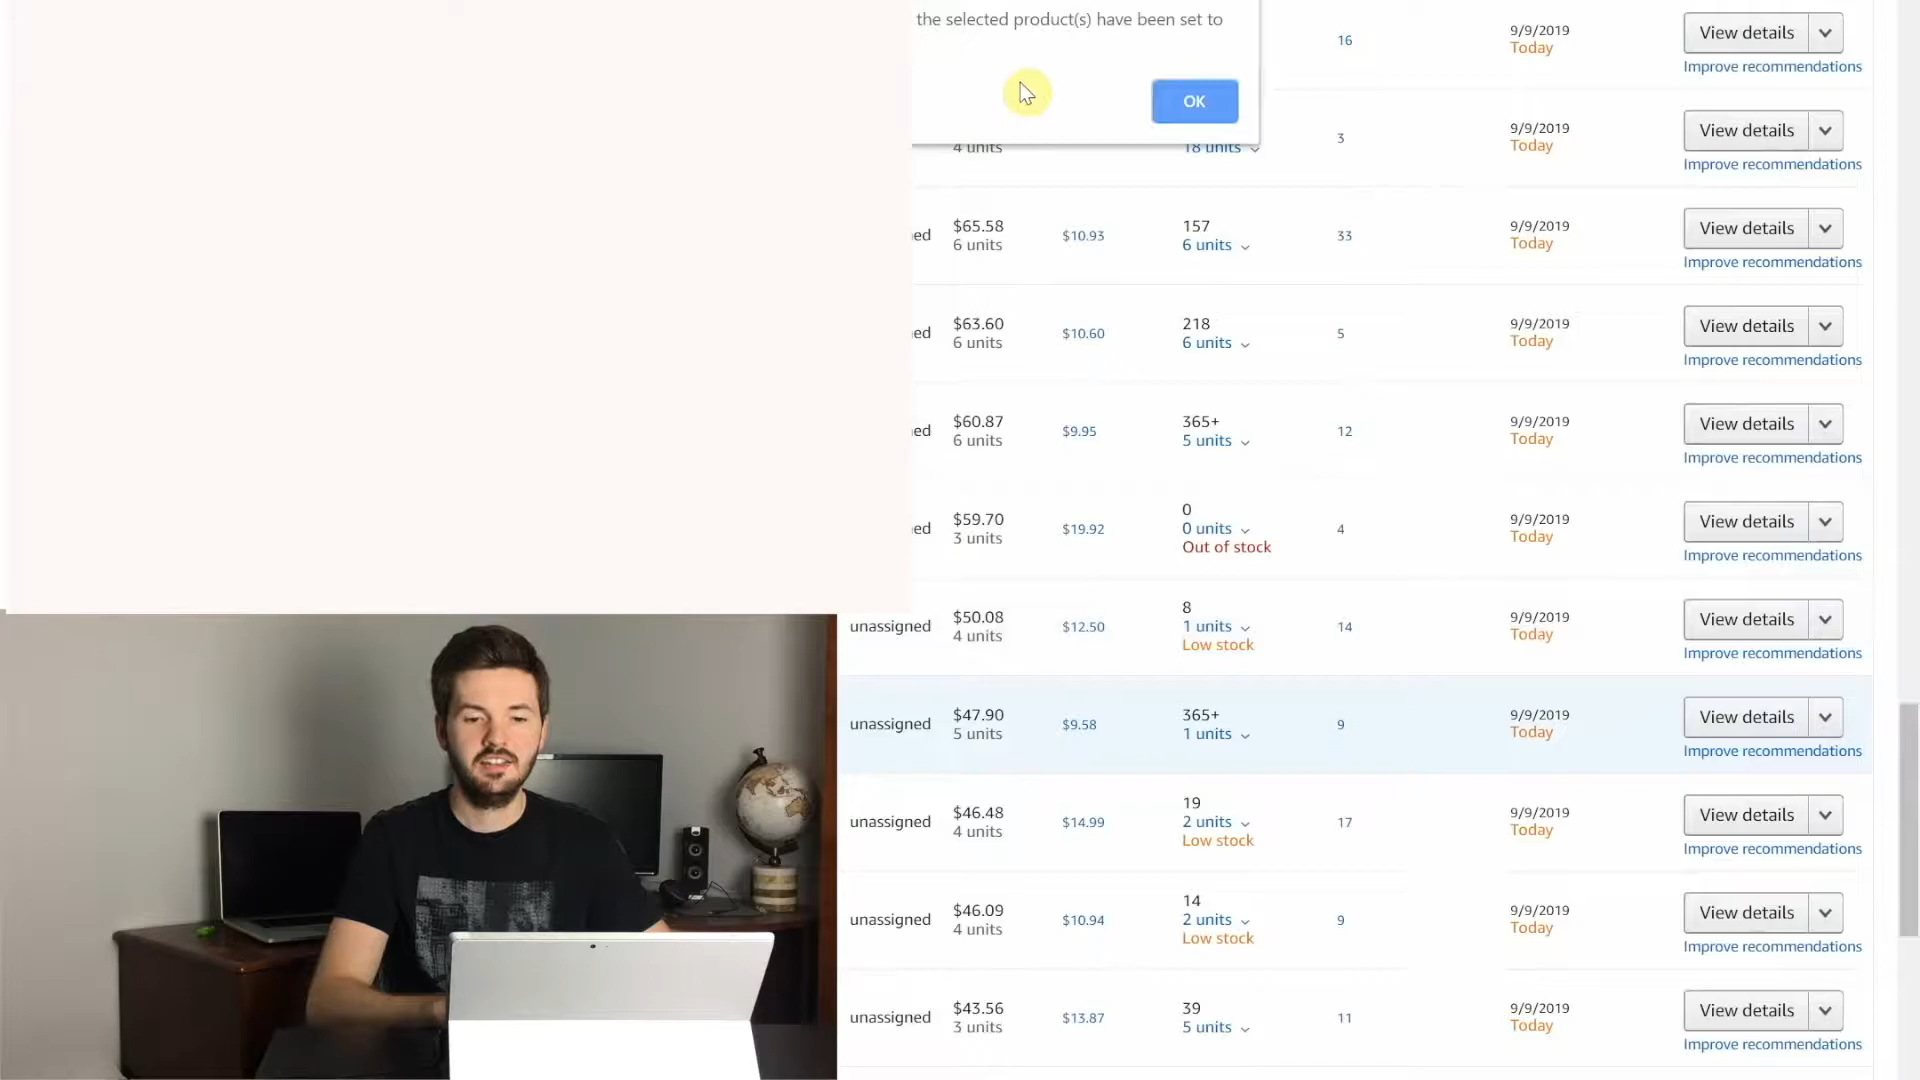 the selected product(s) have been set to
OK
16
9/9/2019
Today
View details
Improve recommendations
4 units
18 units
3
9/9/2019
Today
View details
Improve recommendations
ed
$65.58
6 units
$10.93
157
6 units
33
9/9/2019
Today
View details
Improve recommendations
ed
$63.60
6 units
$10.60
218
6 units
5
9/9/2019
Today
View details
Improve recommendations
ed
$60.87
6 units
$9.95
365+
5 units
12
9/9/2019
Today
View details
Improve recommendations
ed
$59.70
3 units
$19.92
0
0 units
Out of stock
4
9/9/2019
Today
View details
Improve recommendations
unassigned
$50.08
4 units
$12.50
8
1 units
Low stock
14
9/9/2019
Today
View details
Improve recommendations
unassigned
$47.90
5 units
$9.58
365+
1 units
9
9/9/2019
Today
View details
Improve recommendations
unassigned
$46.48
4 units
$14.99
19
2 units
Low stock
17
9/9/2019
Today
View details
Improve recommendations
unassigned
$46.09
4 units
$10.94
14
2 units
Low stock
9
9/9/2019
Today
View details
Improve recommendations
unassigned
$43.56
3 units
$13.87
39
5 units
11
9/9/2019
Today
View details
Improve recommendations